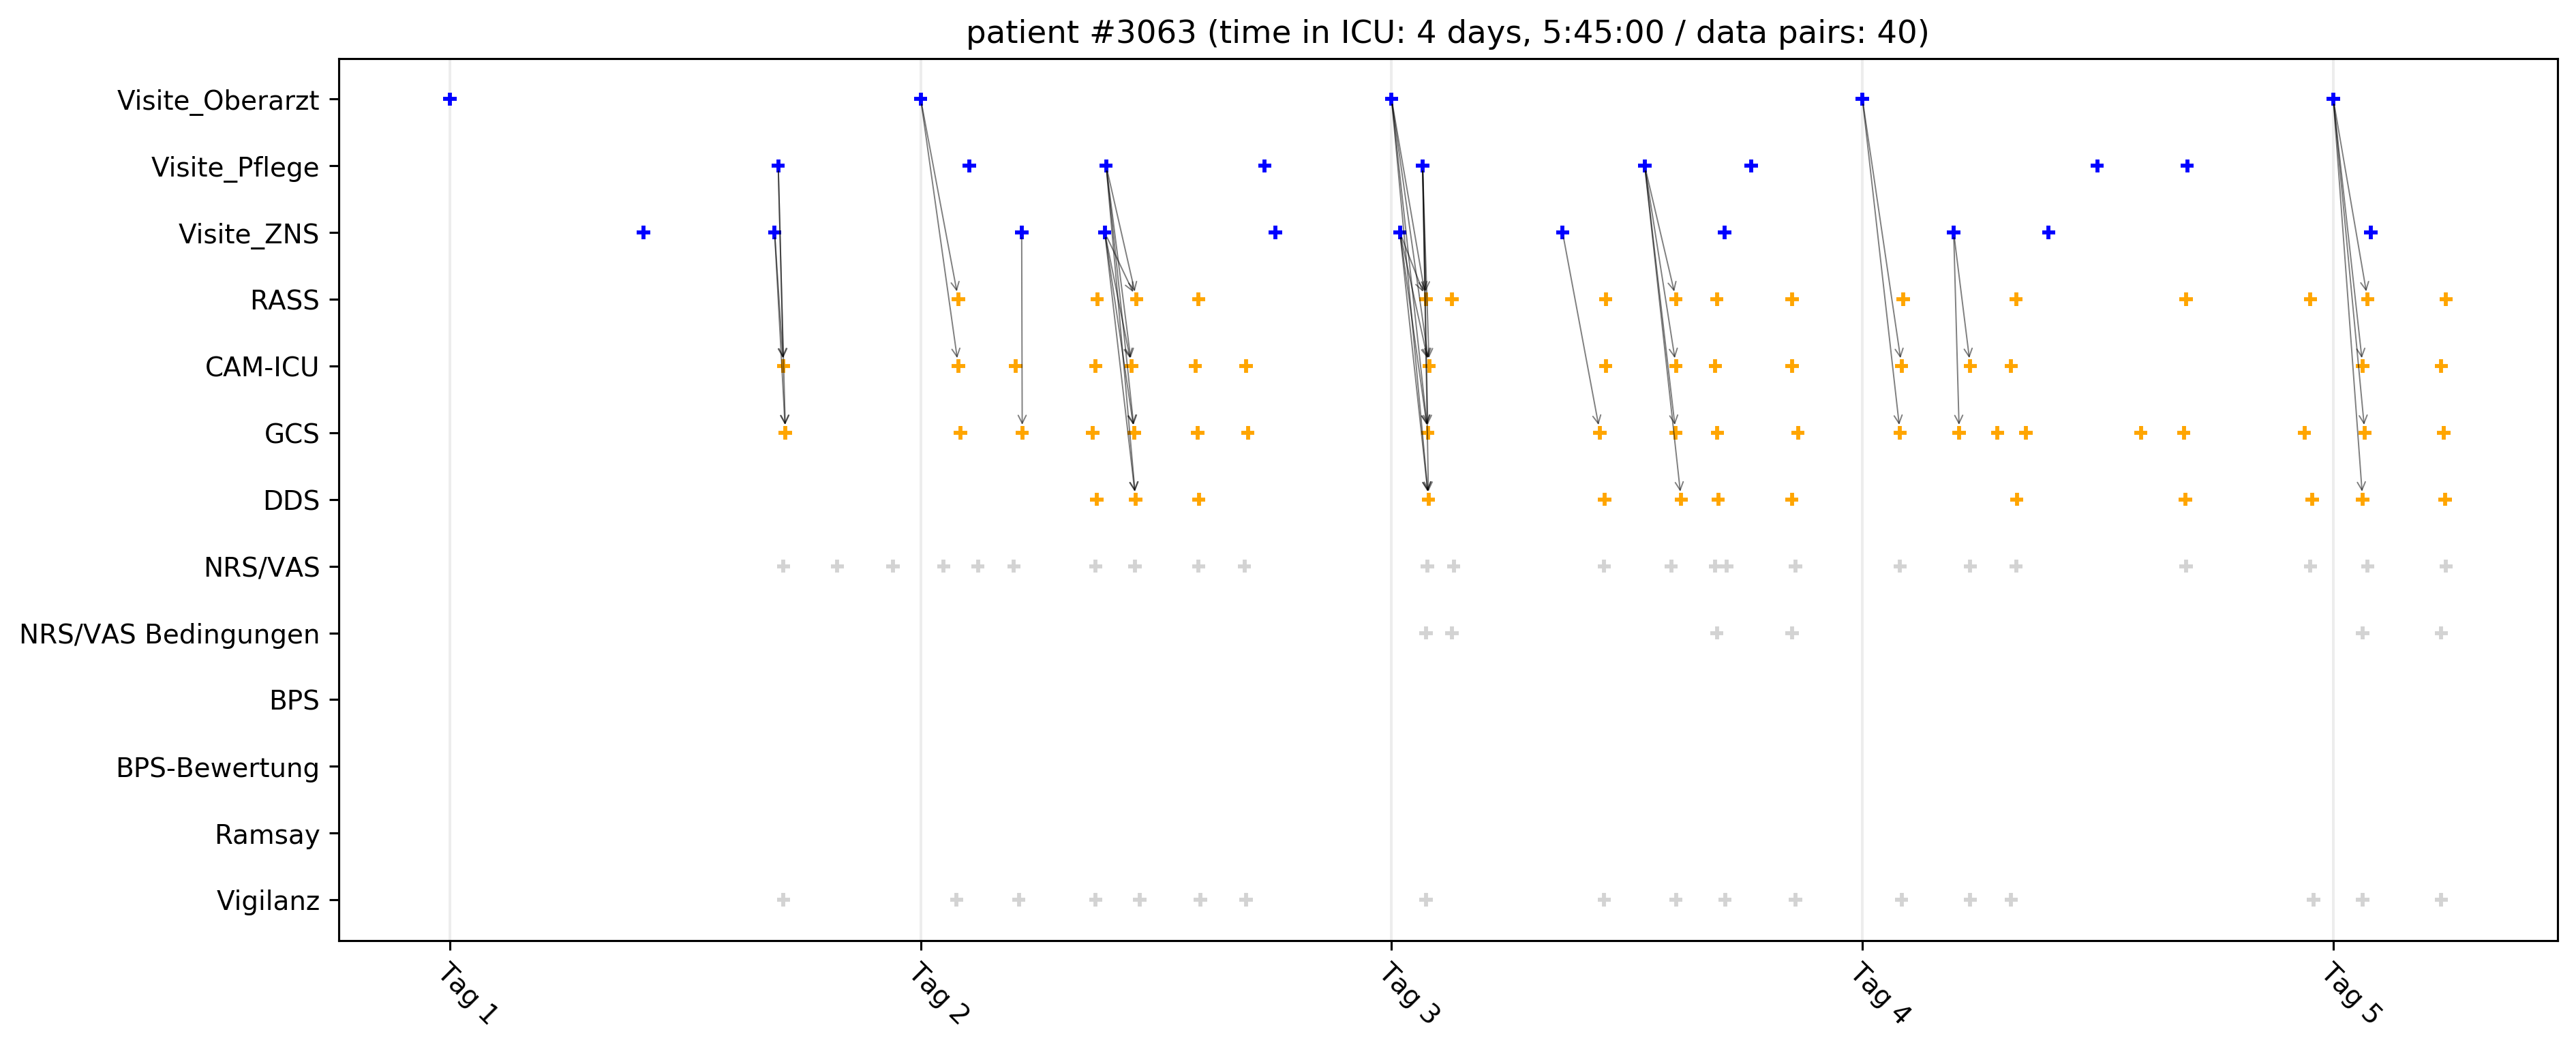 patient #3063 (time in ICU: 4 days, 5:45:00 / data pairs: 40)
Visite_Oberarzt
Visite_Pflege
Visite_ZNS
RASS
CAM-ICU
GCS
DDS
NRS/VAS
NRS/VAS Bedingungen
BPS
BPS-Bewertung
Ramsay
Vigilanz
Tag 1
Tag 2
Tag 3
Tag 4
Tag 5